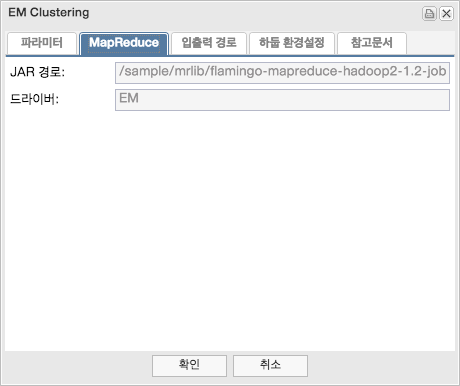 EM Clustering
파라미터 MapReduce 입출력 경로 하둡 환경설정 참고문서
JAR 경로: /sample/mrlib/flamingo-mapreduce-hadoop2-1.2-job
드라이버: EM
확인 취소